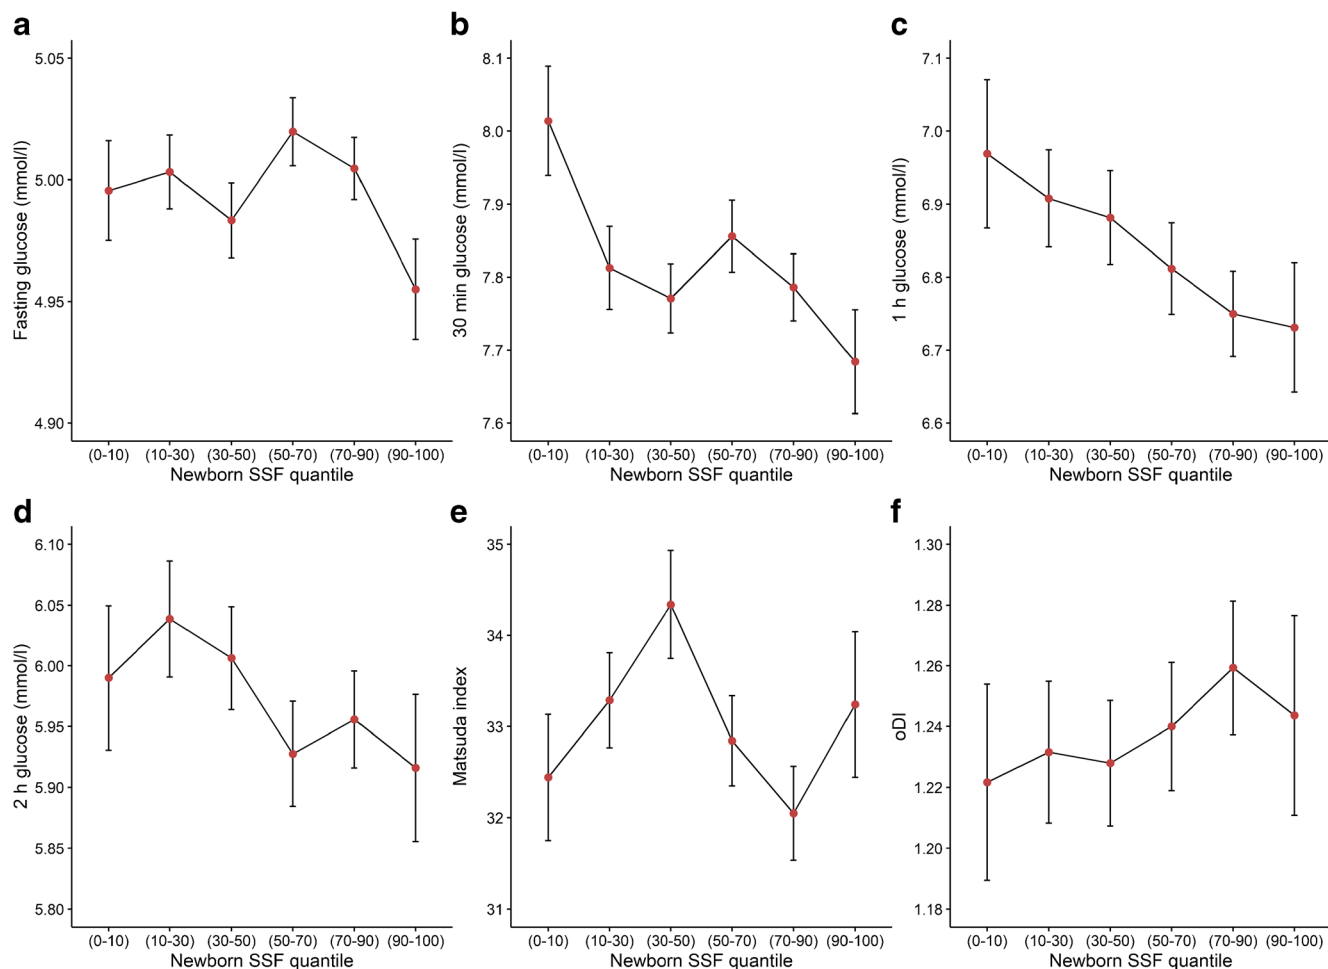 a
Fasting glucose (mmol/l)
5.05
5.00
4.95
4.90
(0-10) (10-30) (30-50) (50-70) (70-90) (90-100)
Newborn SSF quantile
b
30 min glucose (mmol/l)
8.1
8.0
7.9
7.8
7.7
7.6
(0-10) (10-30) (30-50) (50-70) (70-90) (90-100)
Newborn SSF quantile
c
1 h glucose (mmol/l)
7.1
7.0
6.9
6.8
6.7
6.6
(0-10) (10-30) (30-50) (50-70) (70-90) (90-100)
Newborn SSF quantile
d
2 h glucose (mmol/l)
6.10
6.05
6.00
5.95
5.90
5.85
5.80
(0-10) (10-30) (30-50) (50-70) (70-90) (90-100)
Newborn SSF quantile
e
Matsuda index
35
34
33
32
31
(0-10) (10-30) (30-50) (50-70) (70-90) (90-100)
Newborn SSF quantile
f
oDI
1.30
1.28
1.26
1.24
1.22
1.20
1.18
(0-10) (10-30) (30-50) (50-70) (70-90) (90-100)
Newborn SSF quantile